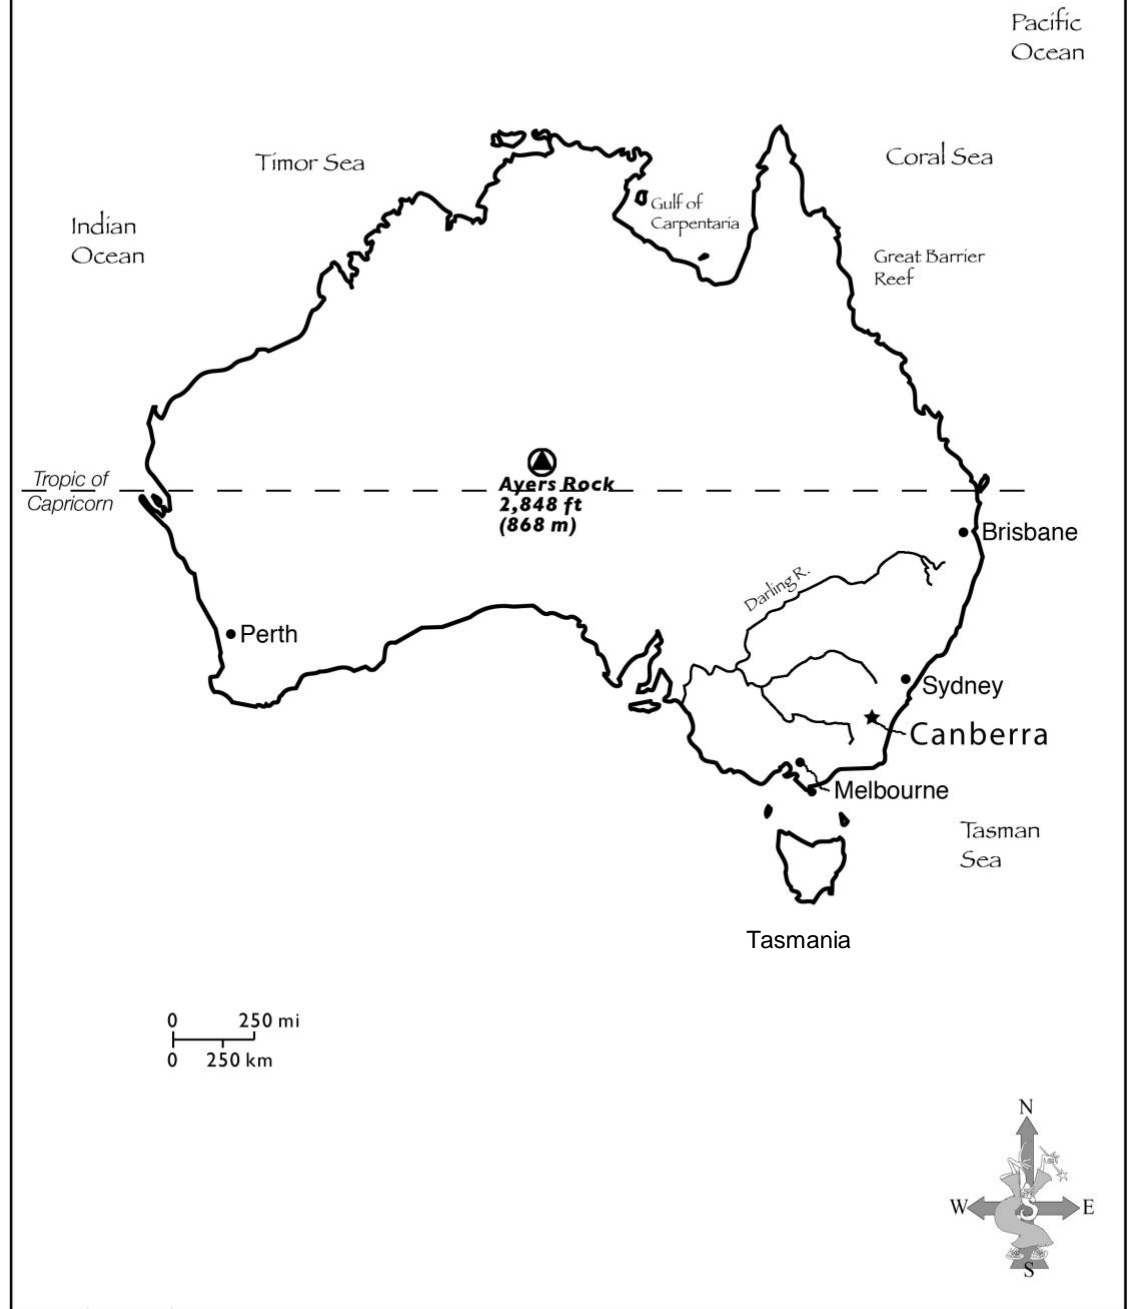 Pacific
Ocean
Timor Sea
Coral Sea
Indian
Ocean
Gulf of
Carpentaria
Great Barrier
Reef
Tropic of
Capricorn
Ayers Rock
2,848 ft
(868 m)
Brisbane
Darling R.
Perth
Sydney
Canberra
Melbourne
Tasman
Sea
Tasmania
0 250 mi
0 250 km
N
W S E
S